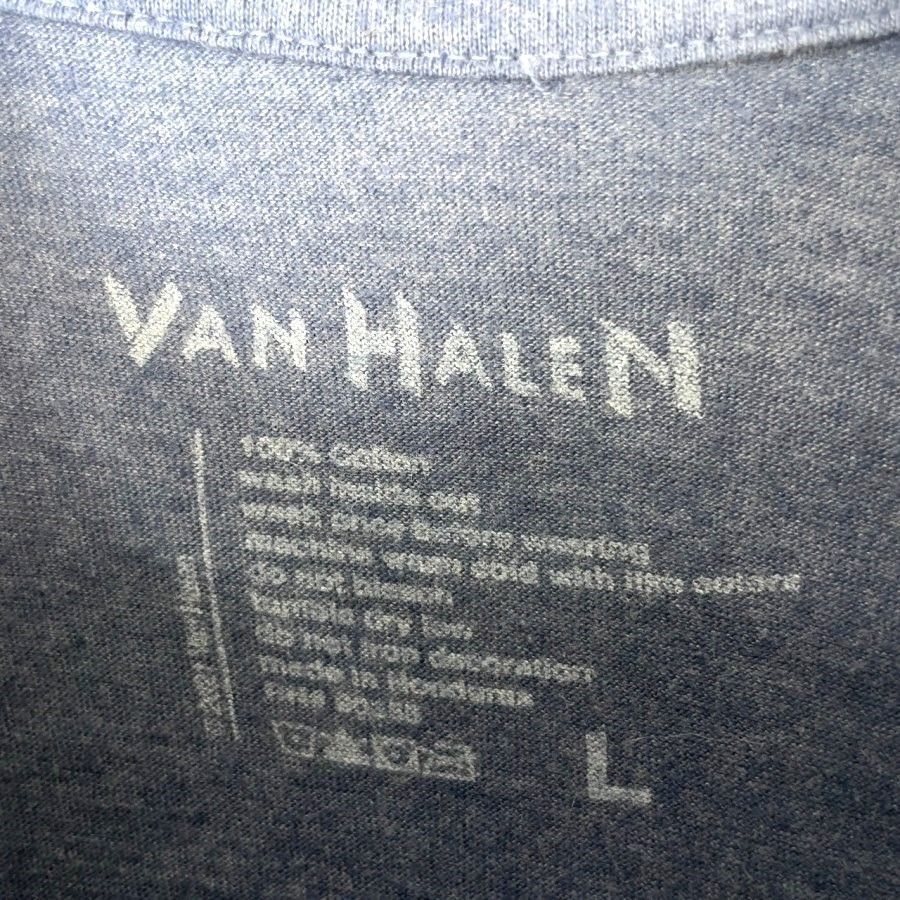 VAN HALEN
100% Cotton
wash inside out
wash once before wearing
machine wash cold with like colors
do not bleach
tumble dry low
do not iron decoration
made in Honduras
L